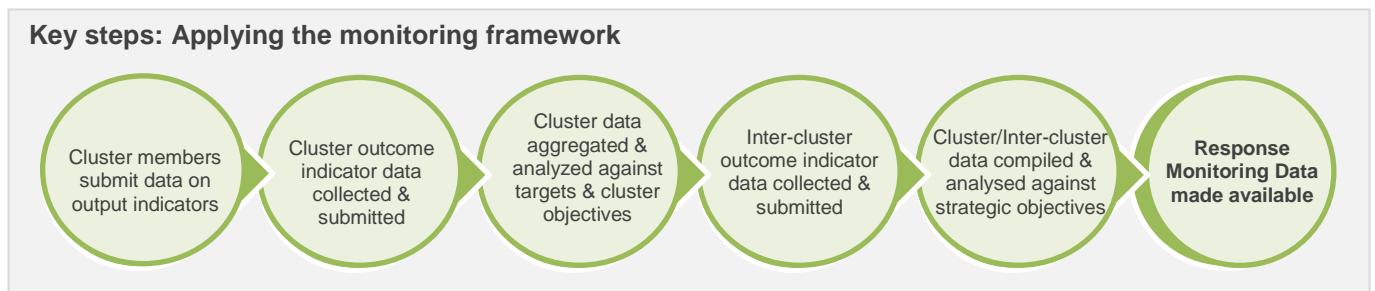 Key steps: Applying the monitoring framework
Cluster members
submit data on
output indicators
Cluster outcome
indicator data
collected &
submitted
Cluster data
aggregated &
analyzed against
targets & cluster
objectives
Inter-cluster
outcome indicator
data collected &
submitted
Cluster/Inter-cluster
data compiled &
analysed against
strategic objectives
Response
Monitoring Data
made available